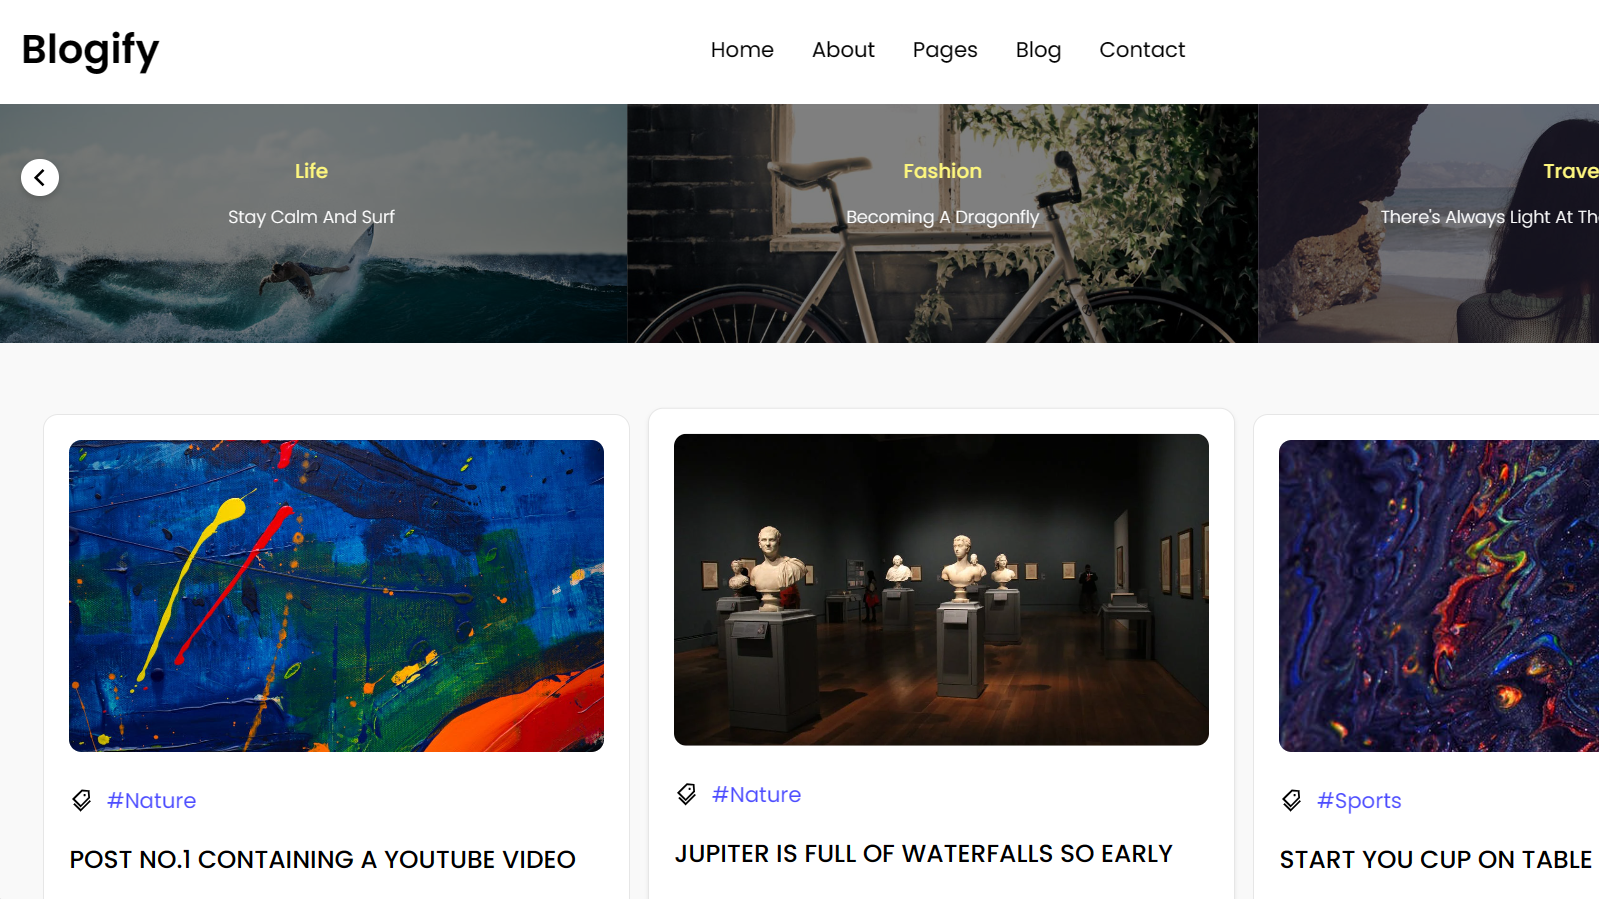 Blogify
Home About Pages Blog Contact
Life
Stay Calm And Surf
Fashion
Becoming A Dragonfly
Trave
There's Always Light At Th
#Nature
POST NO.1 CONTAINING A YOUTUBE VIDEO
#Nature
JUPITER IS FULL OF WATERFALLS SO EARLY
#Sports
START YOU CUP ON TABLE